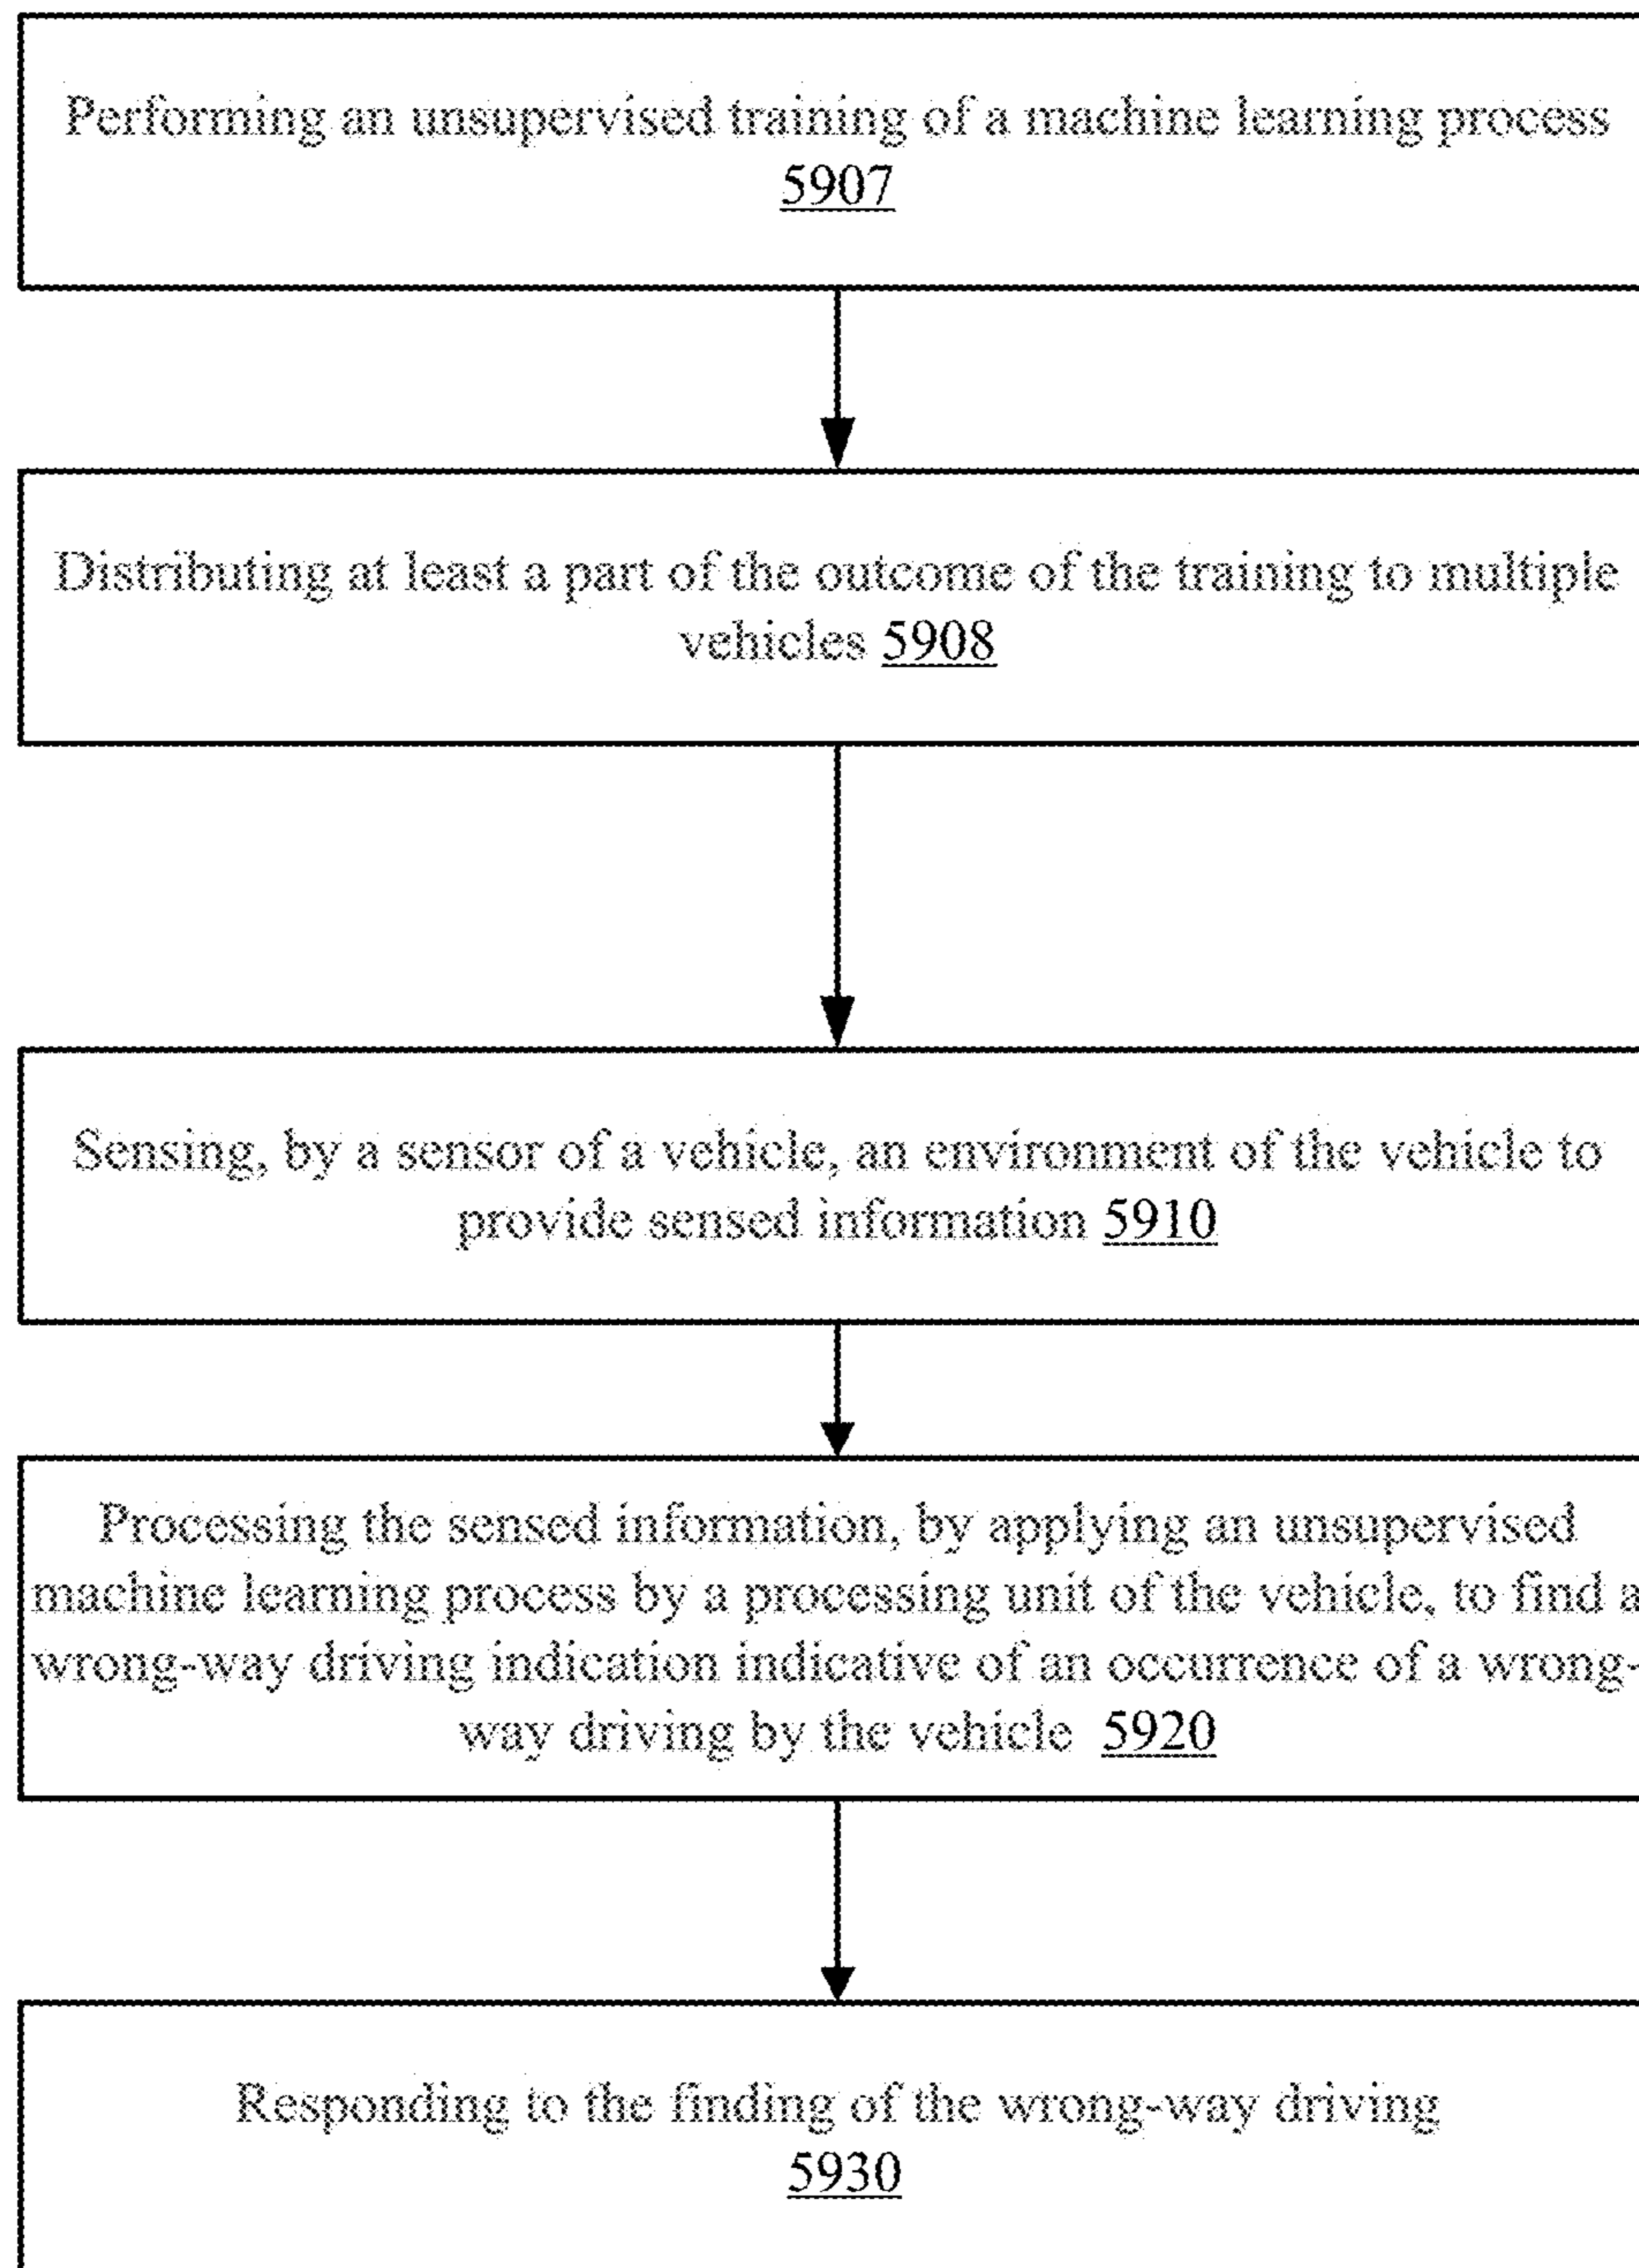 Performing an unsupervised training of a machine learning process
5907
Distributing at least a part of the outcome of the training to multiple
vehicles 5908
Sensing, by a sensor of a vehicle, an environment of the vehicle to
provide sensed information 5910
Processing the sensed information, by applying an unsupervised
machine learning process by a processing unit of the vehicle, to find a
wrong-way driving indication indicative of an occurrence of a wrong-
way driving by the vehicle 5920
Responding to the finding of the wrong-way driving
5930